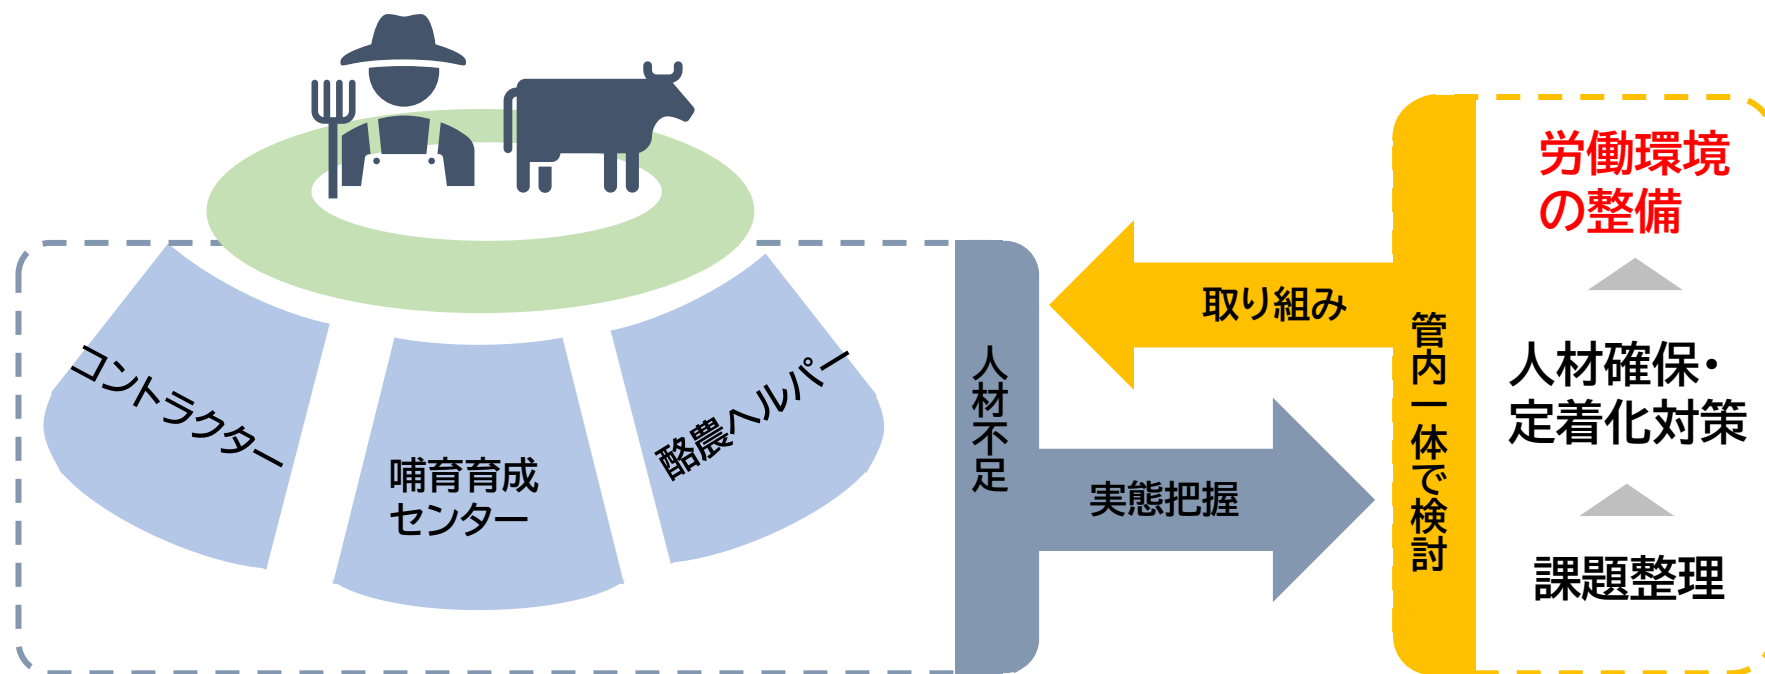 コントラクター
哺育育成
センター
酪農ヘルパー
人材不足
取り組み
実態把握
管内一体で検討
労働環境
の整備
人材確保・
定着化対策
課題整理